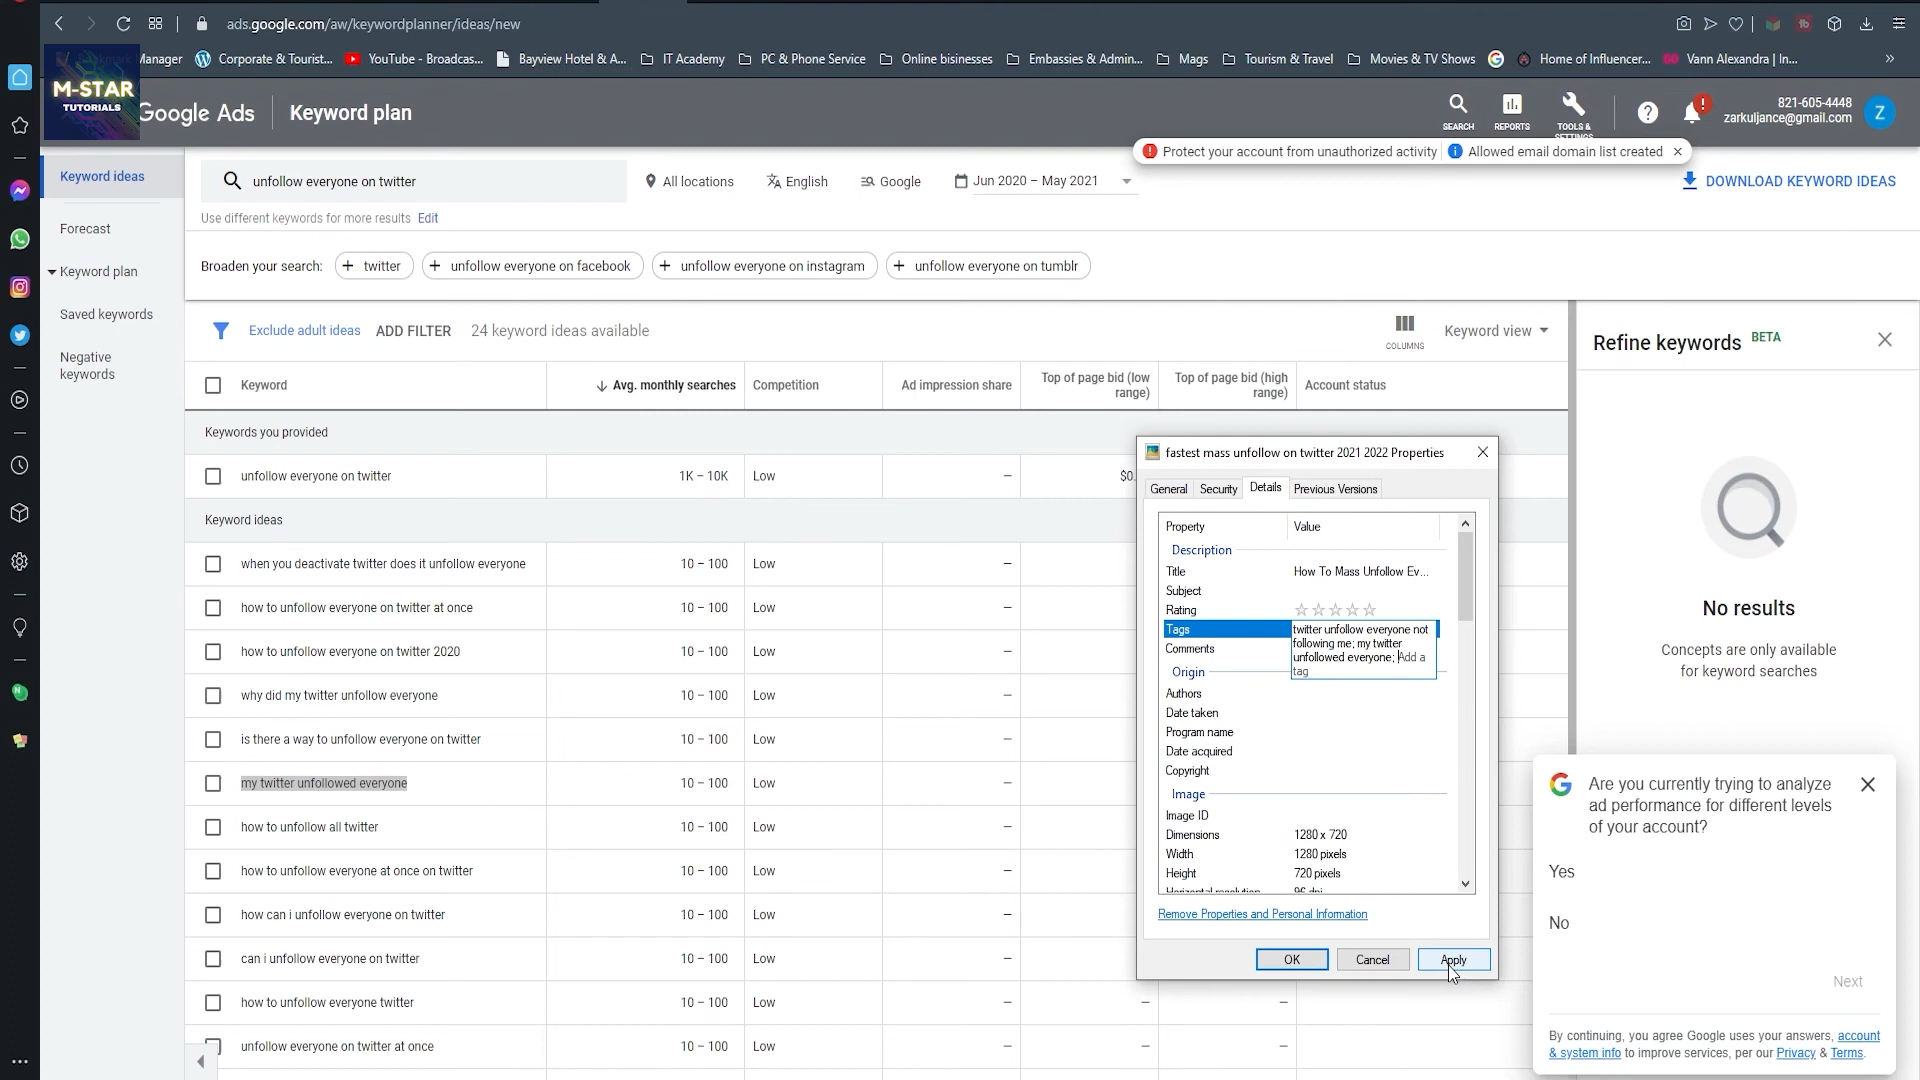 ads.google.com/aw/keywordplanner/ideas/new
Manager
Corporate & Tourist...
YouTube - Broadcas...
Bayview Hotel & A...
IT Academy
PC & Phone Service
Online bisinesses
Embassies & Admin...
Mags
Tourism & Travel
Movies & TV Shows
Home of Influencer...
Vann Alexandra | In...
»
M-STAR
TUTORIALS
Google Ads
Keyword plan
SEARCH
REPORTS
TOOLS &
SETTINGS
821-605-4448
zarkuljance@gmail.com
Z
Protect your account from unauthorized activity
Allowed email domain list created
Keyword ideas
Forecast
Keyword plan
Saved keywords
Negative
keywords
unfollow everyone on twitter
All locations
English
Google
Jun 2020 – May 2021
DOWNLOAD KEYWORD IDEAS
Use different keywords for more results Edit
Broaden your search:
+ twitter
+ unfollow everyone on facebook
+ unfollow everyone on instagram
+ unfollow everyone on tumblr
Exclude adult ideas
ADD FILTER
24 keyword ideas available
COLUMNS
Keyword view
Keyword
Avg. monthly searches
Competition
Ad impression share
Top of page bid (low
range)
Top of page bid (high
range)
Account status
Keywords you provided
unfollow everyone on twitter 1K – 10K Low – $0.
Keyword ideas
when you deactivate twitter does it unfollow everyone 10 – 100 Low –
how to unfollow everyone on twitter at once 10 – 100 Low –
how to unfollow everyone on twitter 2020 10 – 100 Low –
why did my twitter unfollow everyone 10 – 100 Low –
is there a way to unfollow everyone on twitter 10 – 100 Low –
my twitter unfollowed everyone 10 – 100 Low –
how to unfollow all twitter 10 – 100 Low –
how to unfollow everyone at once on twitter 10 – 100 Low –
how can i unfollow everyone on twitter 10 – 100 Low –
can i unfollow everyone on twitter 10 – 100 Low –
how to unfollow everyone twitter 10 – 100 Low – – –
unfollow everyone on twitter at once 10 – 100 Low – – –
Refine keywords BETA
No results
Concepts are only available
for keyword searches
fastest mass unfollow on twitter 2021 2022 Properties
General
Security
Details
Previous Versions
Property Value
Description
Title How To Mass Unfollow Ev...
Subject
Rating
Tags
twitter unfollow everyone not
following me; my twitter
unfollowed everyone; Add a
tag
Comments
Origin
Authors
Date taken
Program name
Date acquired
Copyright
Image
Image ID
Dimensions 1280 x 720
Width 1280 pixels
Height 720 pixels
Horizontal resolution 96 dpi
Remove Properties and Personal Information
OK
Cancel
Apply
Are you currently trying to analyze
ad performance for different levels
of your account?
Yes
No
Next
By continuing, you agree Google uses your answers, account
& system info to improve services, per our Privacy & Terms.